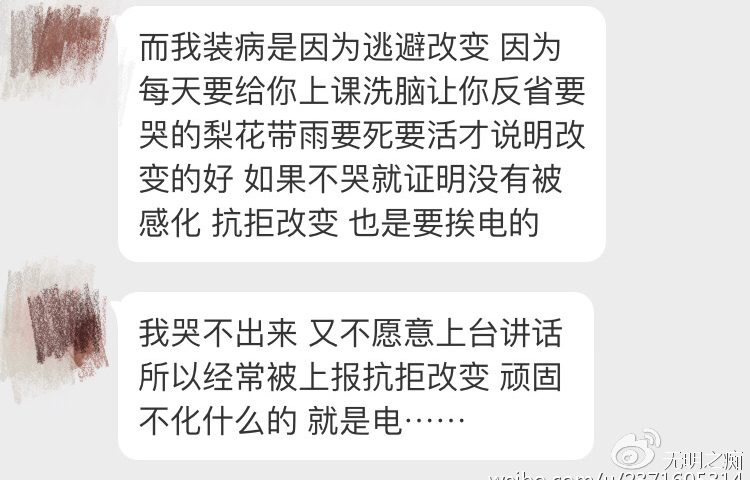 而我装病是因为逃避改变 因为
每天要给你上课洗脑让你反省要
哭的梨花带雨要死要活才说明改
变的好 如果不哭就证明没有被
感化 抗拒改变 也是要挨电的
我哭不出来 又不愿意上台讲话
所以经常被上报抗拒改变 顽固
不化什么的 就是电……
无明之痴